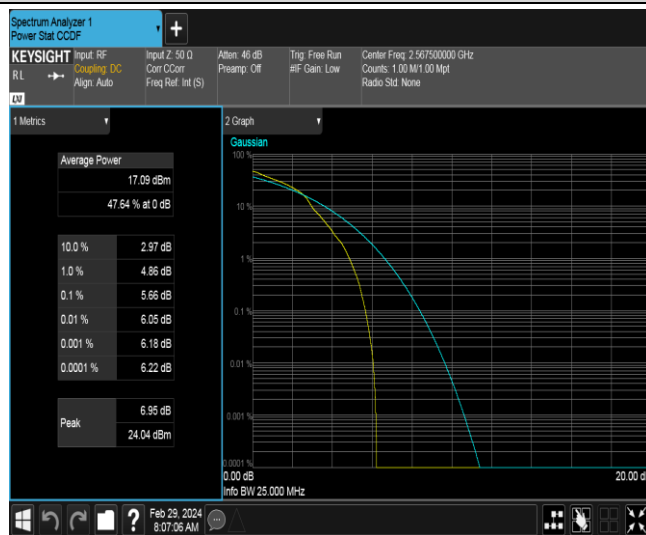 Spectrum Analyzer 1
Power Stat CCDF
+
KEYSIGHT
RL
LXI
Input: RF
Coupling: DC
Align: Auto
Input Z: 50 Ω
Corr CCorr
Freq Ref: Int (S)
Atten: 46 dB
Preamp: Off
Trig: Free Run
#IF Gain: Low
Center Freq: 2.567500000 GHz
Counts: 1.00 M/1.00 Mpt
Radio Std: None
1 Metrics
Average Power
17.09 dBm
47.64 % at 0 dB
10.0 % 2.97 dB
1.0 % 4.86 dB
0.1 % 5.66 dB
0.01 % 6.05 dB
0.001 % 6.18 dB
0.0001 % 6.22 dB
Peak
6.95 dB
24.04 dBm
2 Graph
Gaussian
100 %
10 %
1 %
0.1 %
0.01 %
0.001 %
0.0001 %
0.00 dB
20.00 d
Info BW 25.000 MHz
?
Feb 29, 2024
8:07:06 AM